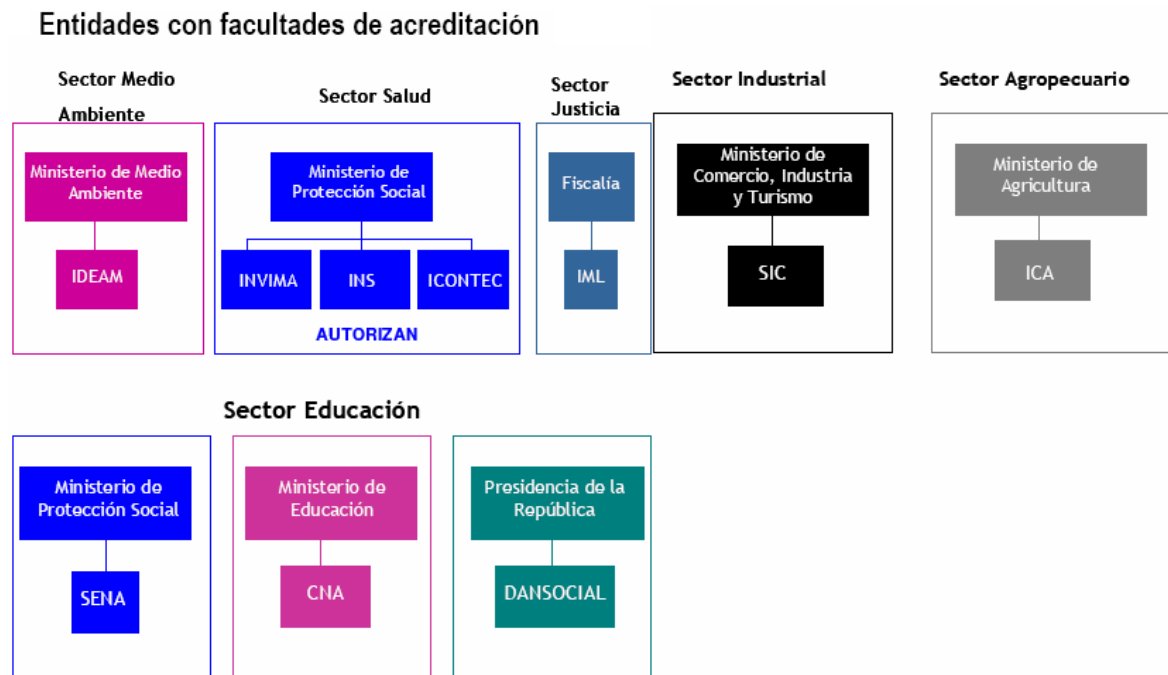 Entidades con facultades de acreditación
Sector Medio
Ambiente
Sector Salud
Sector
Justicia
Sector Industrial
Sector Agropecuario
Ministerio de Medio
Ambiente
IDEAM
Ministerio de
Protección Social
INVIMA
INS
ICONTEC
AUTORIZAN
Fiscalía
IML
Ministerio de
Comercio, Industria
y Turismo
SIC
Ministerio de
Agricultura
ICA
Sector Educación
Ministerio de
Protección Social
SENA
Ministerio de
Educación
CNA
Presidencia de la
República
DANSOCIAL